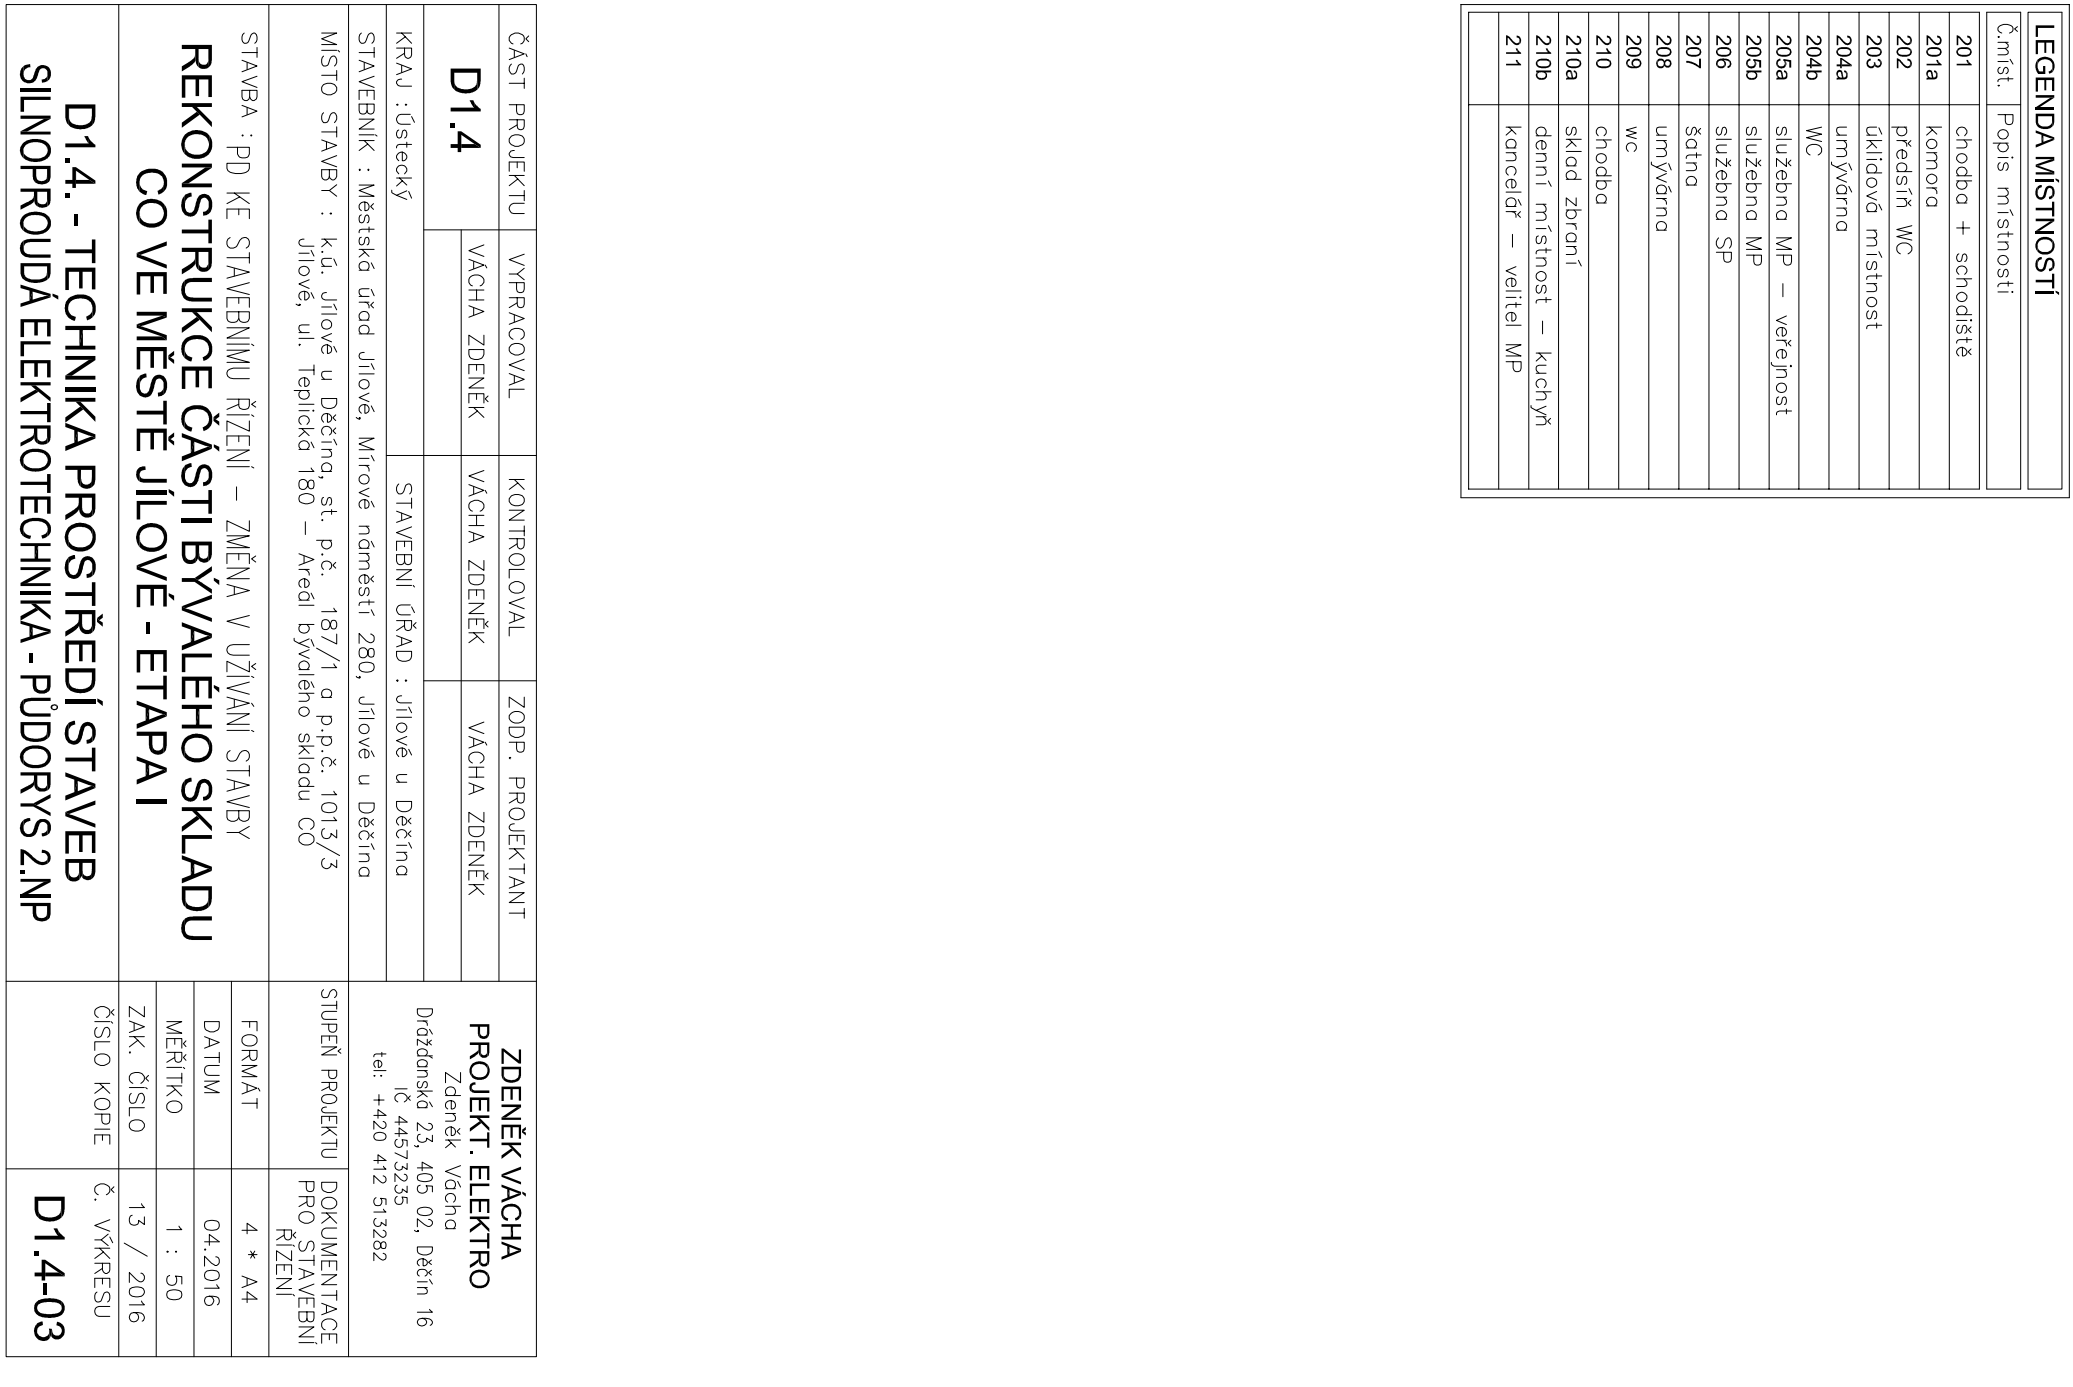 LEGENDA MÍSTNOSTÍ
Č.míst. Popis místnosti
201 chodba + schodiště
201a komora
202 předsíň WC
203 úklidová místnost
204a umývárna
204b WC
205a služebna MP – veřejnost
205b služebna MP
206 služebna SP
207 šatna
208 umývárna
209 wc
210 chodba
210a sklad zbraní
210b denní místnost – kuchyň
211 kancelář – velitel MP
ČÁST PROJEKTU VYPRACOVAL KONTROLOVAL ZODP. PROJEKTANT
D1.4 VÁCHA ZDENĚK VÁCHA ZDENĚK VÁCHA ZDENĚK
KRAJ : Ústecký STAVEBNÍ ÚŘAD : Jílové u Děčína
STAVEBNÍK : Městská úřad Jílové, Mírové náměstí 280, Jílové u Děčína
MÍSTO STAVBY : k.ú. Jílové u Děčína, st. p.č. 187/1 a p.p.č. 1013/3
Jílové, ul. Teplická 180 – Areál bývalého skladu CO
STAVBA : PD KE STAVEBNÍMU ŘÍZENÍ – ZMĚNA V UŽÍVÁNÍ STAVBY
REKONSTRUKCE ČÁSTI BÝVALÉHO SKLADU
CO VE MĚSTĚ JÍLOVÉ - ETAPA I
D1.4. - TECHNIKA PROSTŘEDÍ STAVEB
SILNOPROUDÁ ELEKTROTECHNIKA - PŮDORYS 2.NP
ZDENĚK VÁCHA
PROJEKT. ELEKTRO
Zdeněk Vácha
Drážďanská 23, 405 02, Děčín 16
IČ 44573235
tel: +420 412 513282
STUPEŇ PROJEKTU DOKUMENTACE
PRO STAVEBNÍ
ŘÍZENÍ
FORMÁT 4 * A4
DATUM 04.2016
MĚŘÍTKO 1 : 50
ZAK. ČÍSLO 13 / 2016
ČÍSLO KOPIE Č. VÝKRESU
D1.4-03